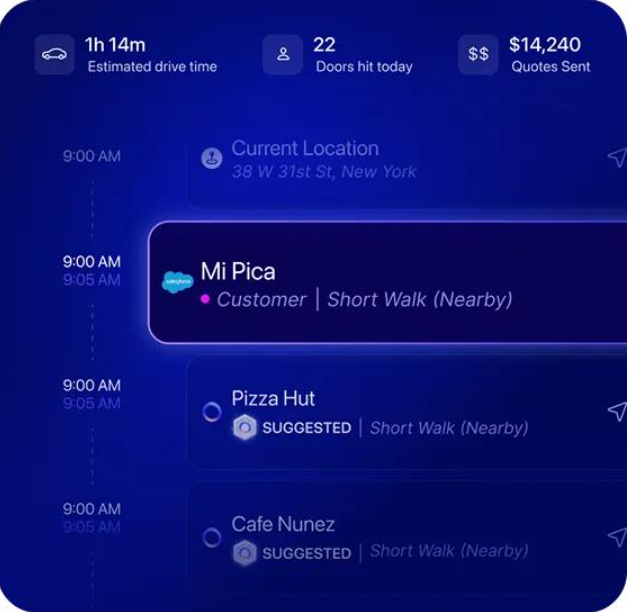 1h 14m
Estimated drive time
22
Doors hit today
$$
$14,240
Quotes Sent
9:00 AM
Current Location
38 W 31st St, New York
9:00 AM
9:05 AM
salesforce
Mi Pica
Customer | Short Walk (Nearby)
9:00 AM
9:05 AM
Pizza Hut
SUGGESTED | Short Walk (Nearby)
9:00 AM
9:05 AM
Cafe Nunez
SUGGESTED | Short Walk (Nearby)